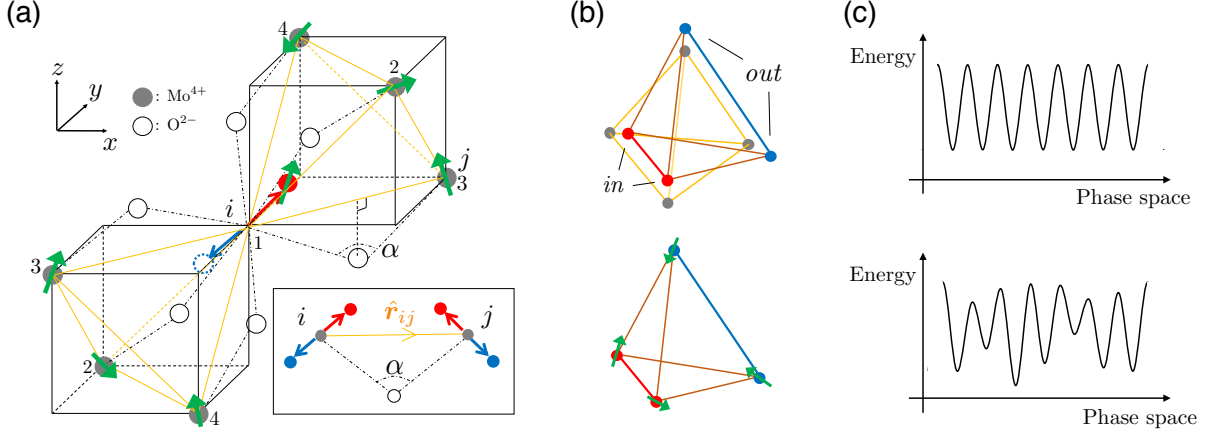 (a)
4
2
z
y
x
: Mo⁴⁺
: O²⁻
j
3
i
1
α
3
2
4
i
r̂ᵢⱼ
j
α
(b)
out
in
(c)
Energy
Phase space
Energy
Phase space